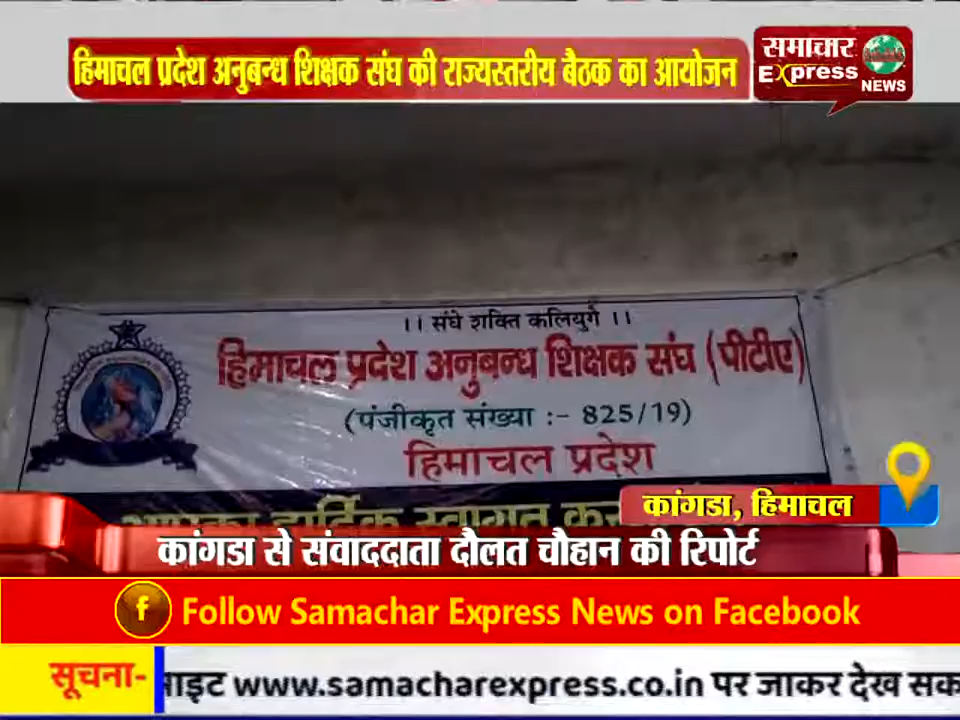 हिमाचल प्रदेश अनुबन्ध शिक्षक संघ की राज्यस्तरीय बैठक का आयोजन
समाचार
Express
NEWS
।। संघे शक्ति कलियुगे ।।
हिमाचल प्रदेश अनुबन्ध शिक्षक संघ (पीटीए)
(पंजीकृत संख्या :- 825/19)
हिमाचल प्रदेश
आपका हार्दिक स्वागत
कांगडा, हिमाचल
कांगडा से संवाददाता दौलत चौहान की रिपोर्ट
f Follow Samachar Express News on Facebook
सूचना- www.samacharexpress.co.in पर जाकर देख